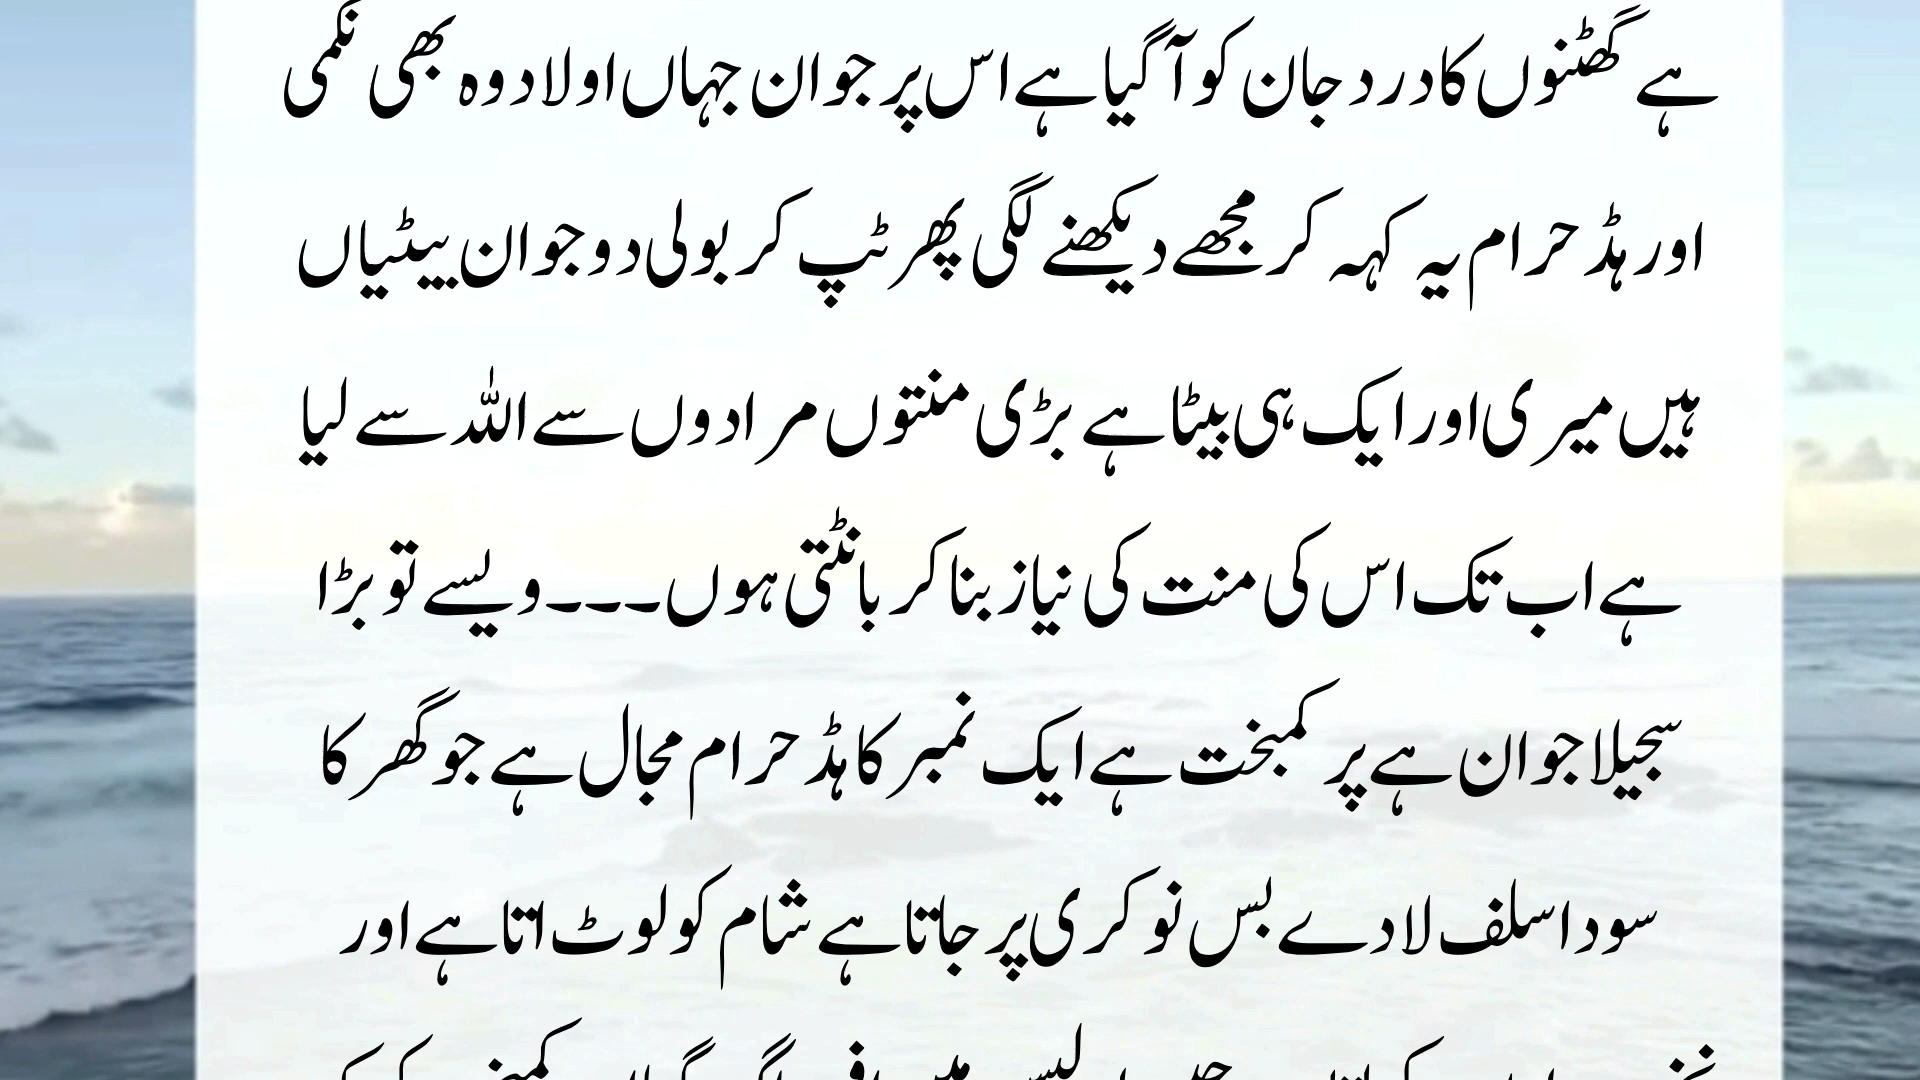 ہے گھٹنوں کا درد جان کو آ گیا ہے اس پر جوان جہاں اولاد وہ بھی نکمی
اور ہڈ حرام یہ کہہ کر مجھے دیکھنے لگی پھر ٹپ کر بولی دو جوان بیٹیاں
ہیں میری اور ایک ہی بیٹا ہے بڑی منتوں مرادوں سے اللہ سے لیا
ہے اب تک اس کی منت کی نیاز بنا کر بانٹتی ہوں۔۔۔ ویسے تو بڑا
سجیلا جوان ہے پر کمبخت ہے ایک نمبر کا ہڈ حرام مجال ہے جو گھر کا
سودا سلف لا دے بس نوکری پر جاتا ہے شام کو لوٹ اتا ہے اور